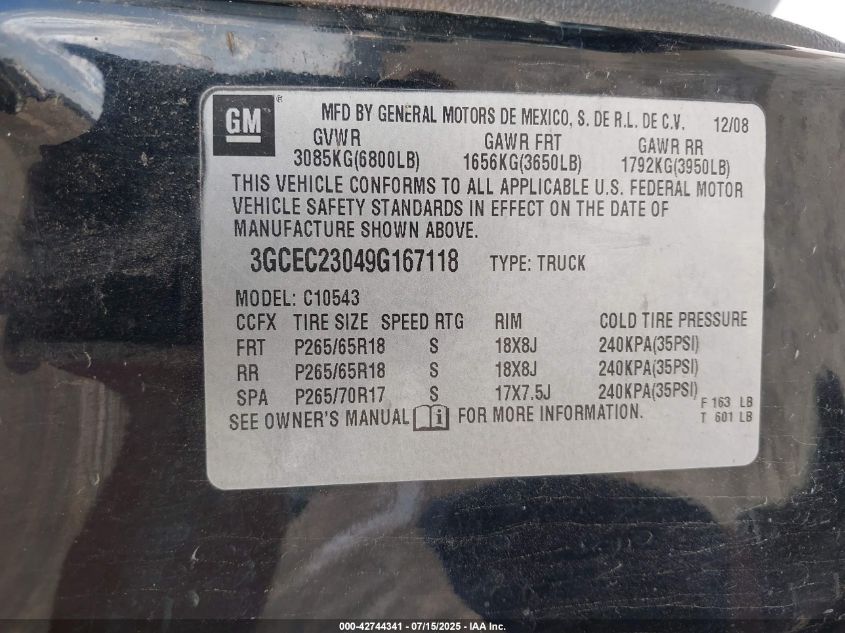 GM ®
MFD BY GENERAL MOTORS DE MEXICO, S. DE R.L. DE C.V. 12/08
GVWR GAWR FRT GAWR RR
3085KG(6800LB) 1656KG(3650LB) 1792KG(3950LB)
THIS VEHICLE CONFORMS TO ALL APPLICABLE U.S. FEDERAL MOTOR
VEHICLE SAFETY STANDARDS IN EFFECT ON THE DATE OF
MANUFACTURE SHOWN ABOVE.
3GCEC23049G167118 TYPE: TRUCK
MODEL: C10543
CCFX TIRE SIZE SPEED RTG RIM COLD TIRE PRESSURE
FRT P265/65R18 S 18X8J 240KPA(35PSI)
RR P265/65R18 S 18X8J 240KPA(35PSI)
SPA P265/70R17 S 17X7.5J 240KPA(35PSI)
F 163 LB
SEE OWNER'S MANUAL i FOR MORE INFORMATION.
T 601 LB
000-42744341 - 07/15/2025 - IAA Inc.